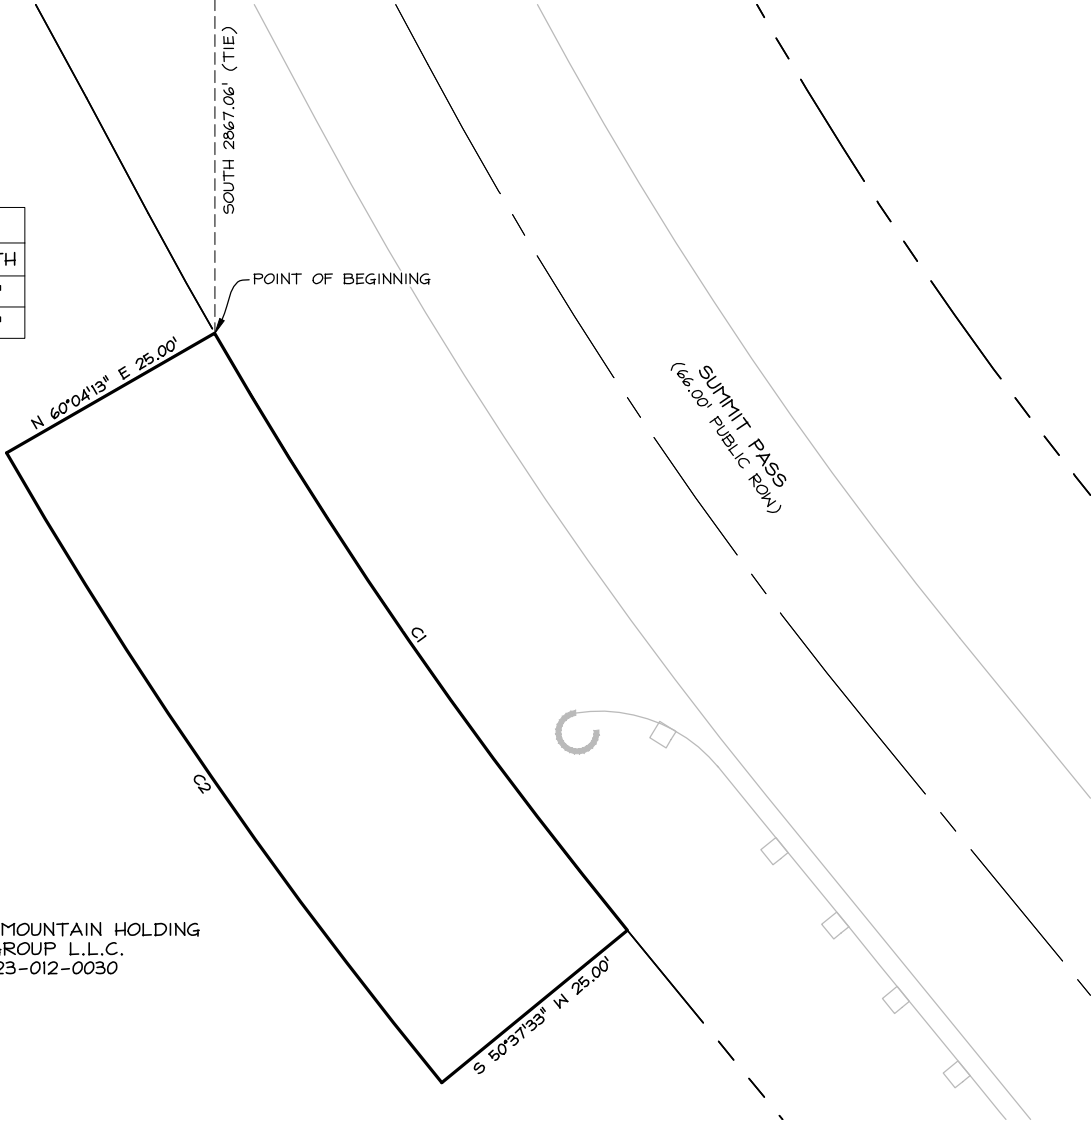 SOUTH 2867.06' (TIE)
TH
POINT OF BEGINNING
N 60°04'13" E 25.00'
SUMMIT PASS
(66.00' PUBLIC ROW)
C1
C2
MOUNTAIN HOLDING
GROUP L.L.C.
23-012-0030
S 50°37'33" W 25.00'